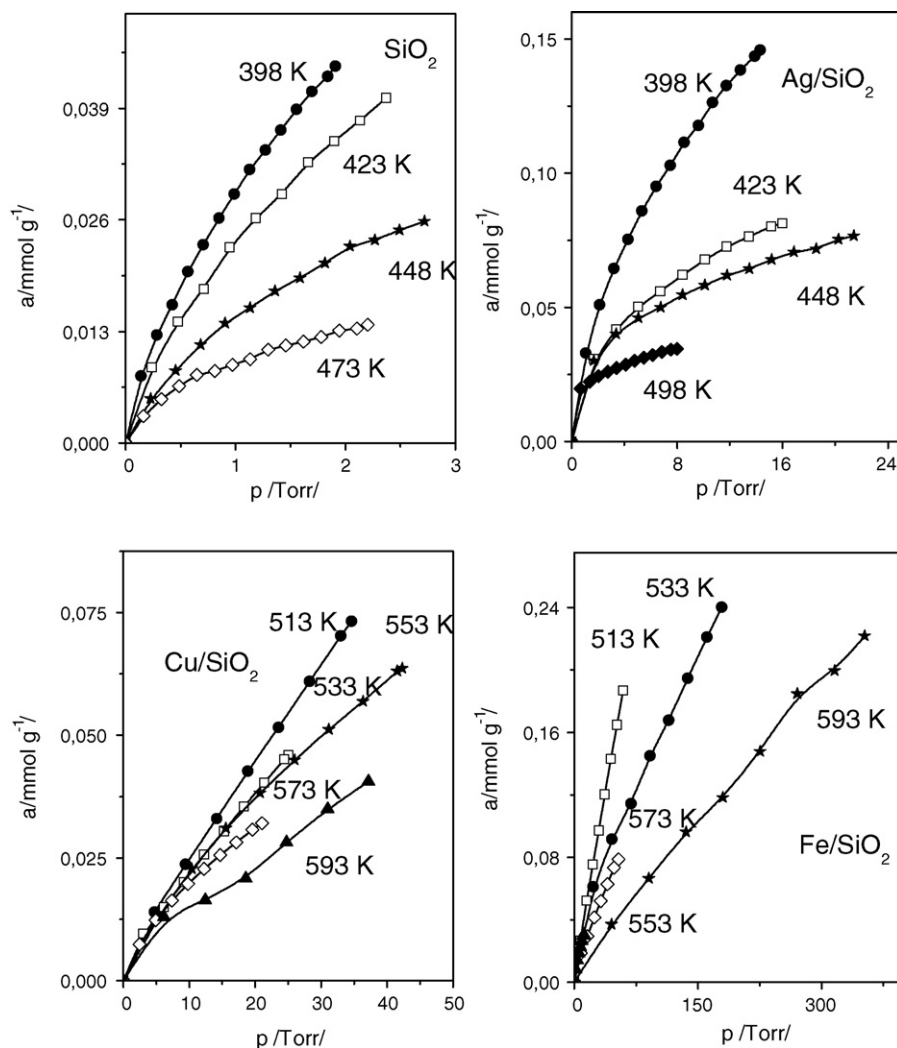 SiO2
398 K
423 K
448 K
473 K
0,039
0,026
0,013
0,000
a/mmol g-1/
0
1
2
3
p /Torr/
Ag/SiO2
398 K
423 K
448 K
498 K
0,15
0,10
0,05
0,00
a/mmol g-1/
0
8
16
24
p /Torr/
Cu/SiO2
513 K
553 K
533 K
573 K
593 K
0,075
0,050
0,025
0,000
a/mmol g-1/
0
10
20
30
40
50
p /Torr/
533 K
513 K
593 K
573 K
Fe/SiO2
553 K
0,24
0,16
0,08
0,00
a/mmol g-1/
0
150
300
p /Torr/